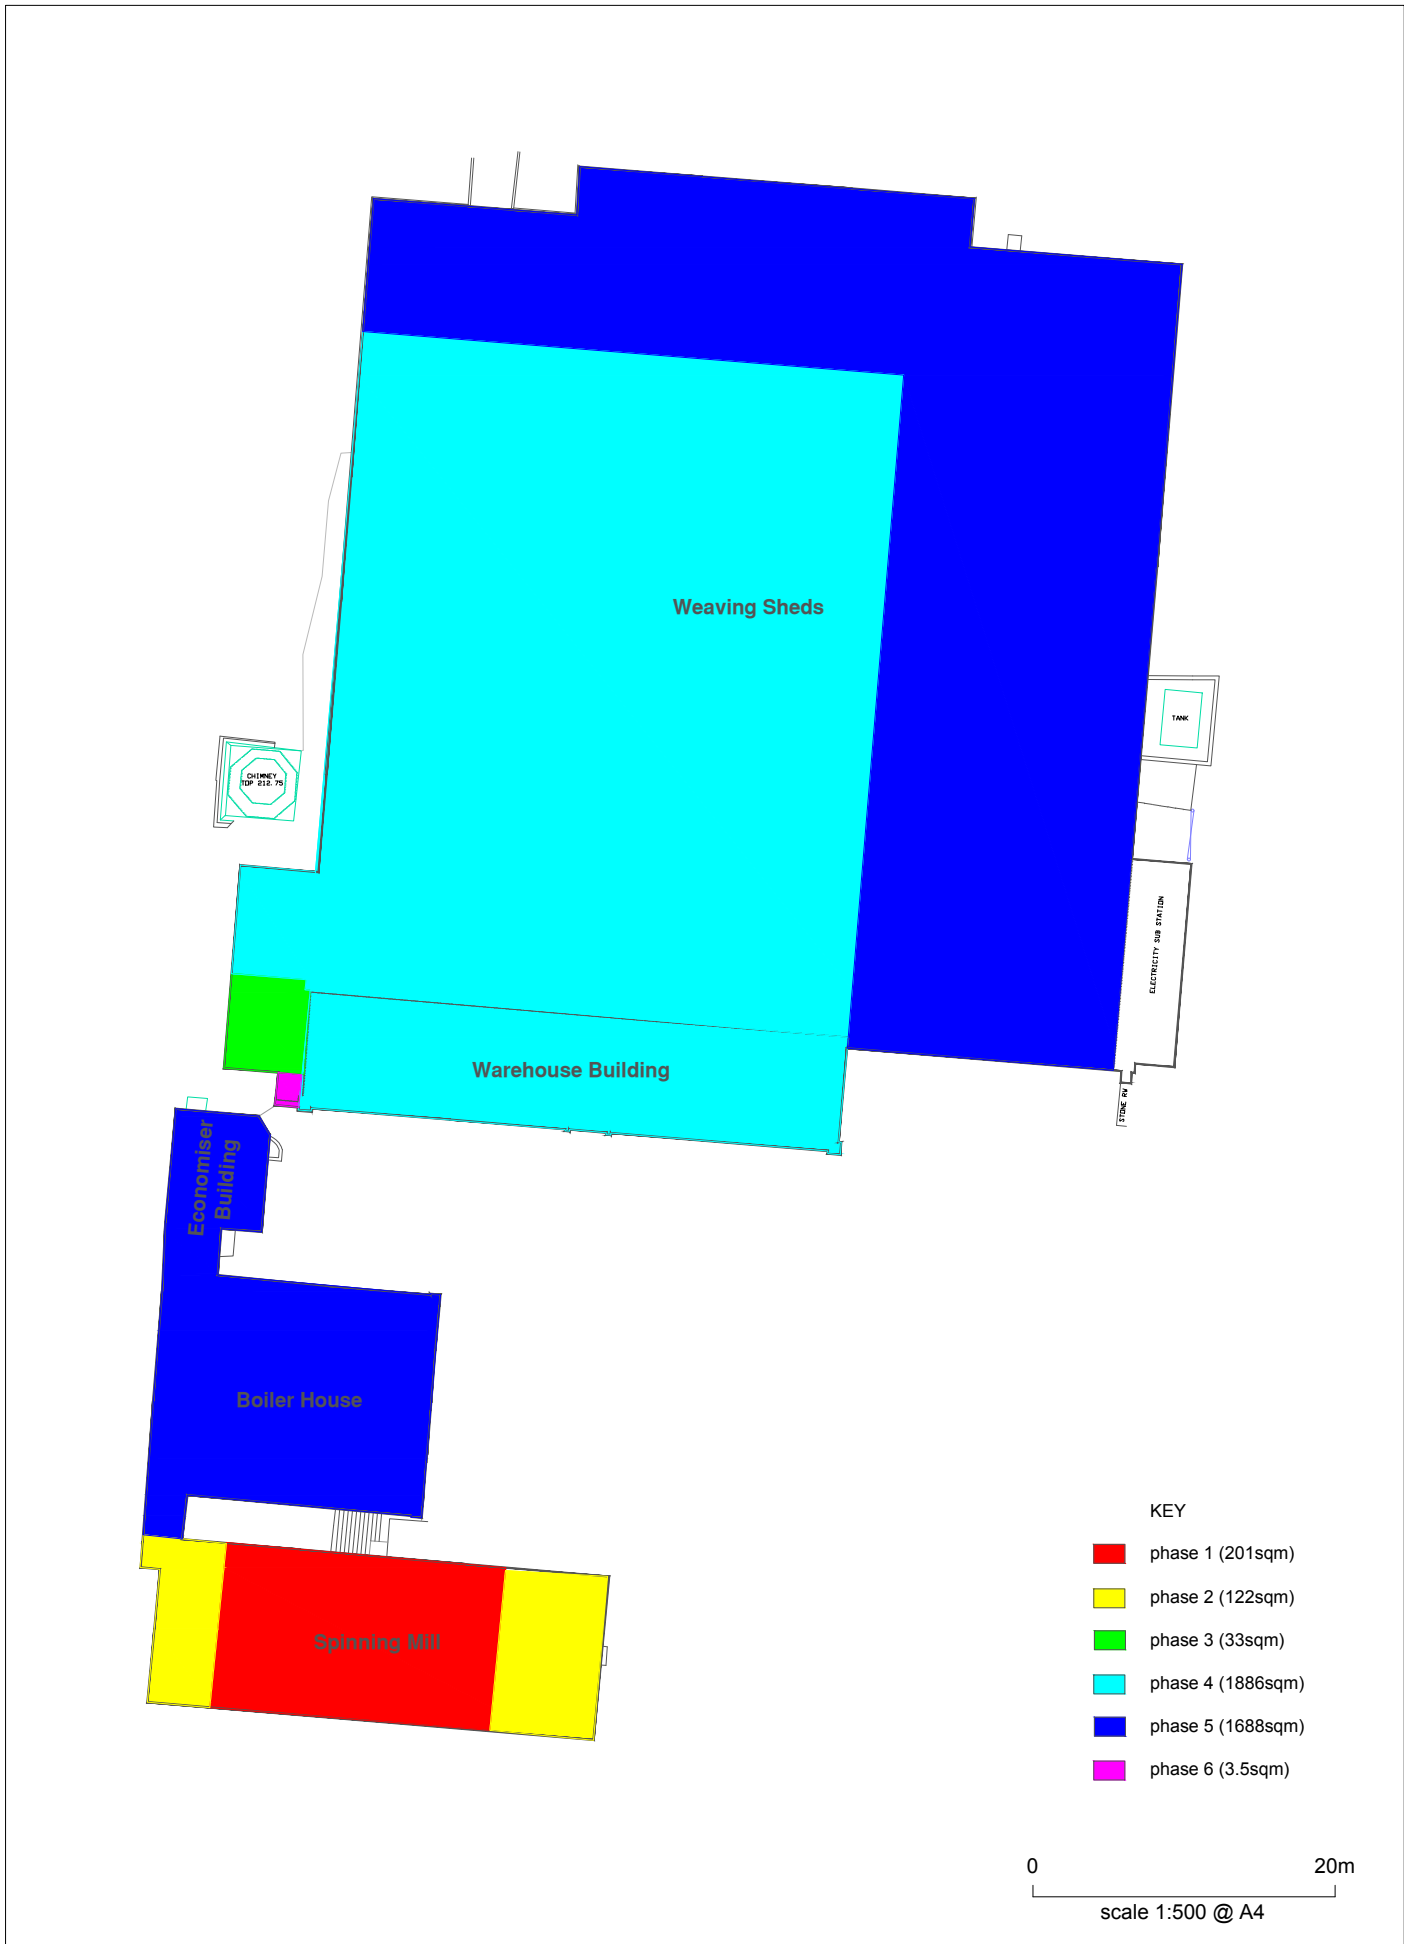 Weaving Sheds
TANK
CHIMNEY
TOP 212.75
ELECTRICITY SUB STATION
Warehouse Building
STONE RW
Economiser
Building
Boiler House
Spinning Mill
KEY
phase 1 (201sqm)
phase 2 (122sqm)
phase 3 (33sqm)
phase 4 (1886sqm)
phase 5 (1688sqm)
phase 6 (3.5sqm)
0 20m
scale 1:500 @ A4